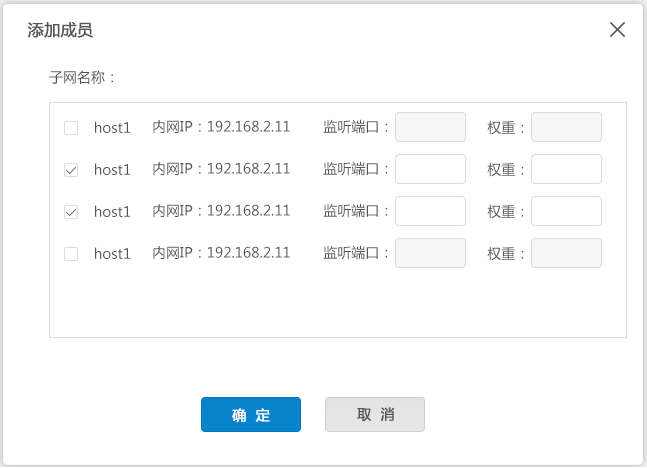 添加成员
子网名称：
host1 内网IP：192.168.2.11 监听端口： 权重：
host1 内网IP：192.168.2.11 监听端口： 权重：
host1 内网IP：192.168.2.11 监听端口： 权重：
host1 内网IP：192.168.2.11 监听端口： 权重：
确 定 取 消